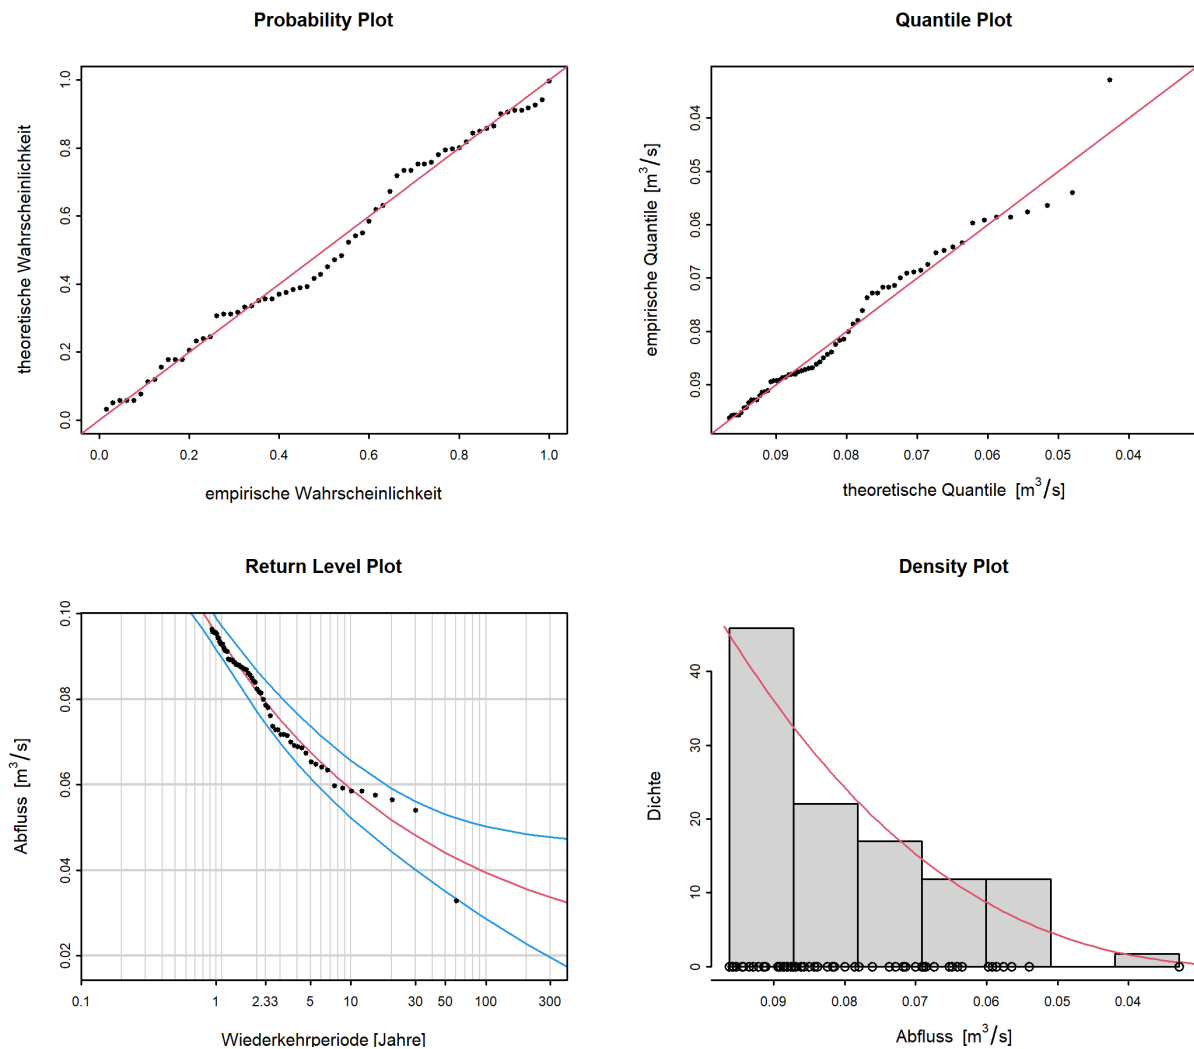 Probability Plot
theoretische Wahrscheinlichkeit
0.0 0.2 0.4 0.6 0.8 1.0
0.0 0.2 0.4 0.6 0.8 1.0
empirische Wahrscheinlichkeit
Quantile Plot
empirische Quantile [m³/s]
0.09 0.08 0.07 0.06 0.05 0.04
0.09 0.08 0.07 0.06 0.05 0.04
theoretische Quantile [m³/s]
Return Level Plot
Abfluss [m³/s]
0.02 0.04 0.06 0.08 0.10
0.1 1 2.33 5 10 30 50 100 300
Wiederkehrperiode [Jahre]
Density Plot
Dichte
0 10 20 30 40
0.09 0.08 0.07 0.06 0.05 0.04
Abfluss [m³/s]